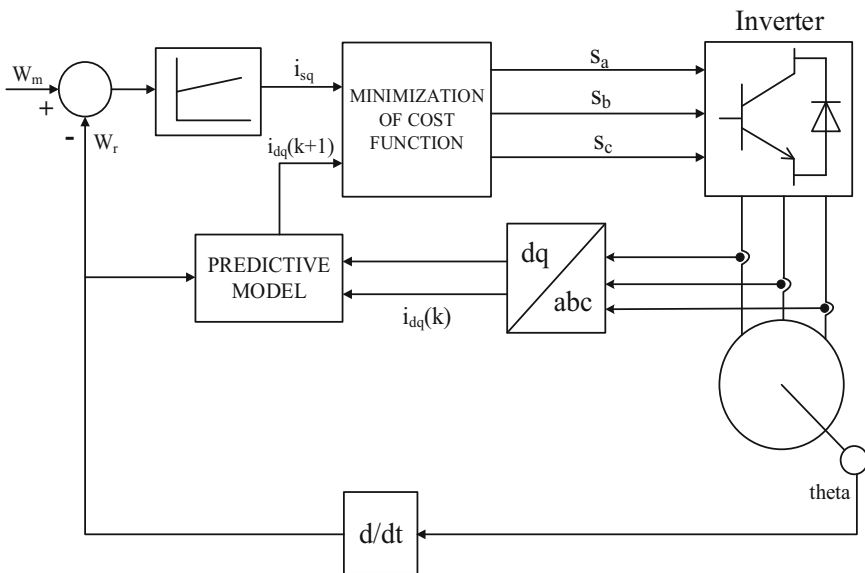 Inverter
W_m
+
-
W_r
i_sq
i_dq(k+1)
MINIMIZATION
OF COST
FUNCTION
s_a
s_b
s_c
PREDICTIVE
MODEL
i_dq(k)
dq
abc
theta
d/dt